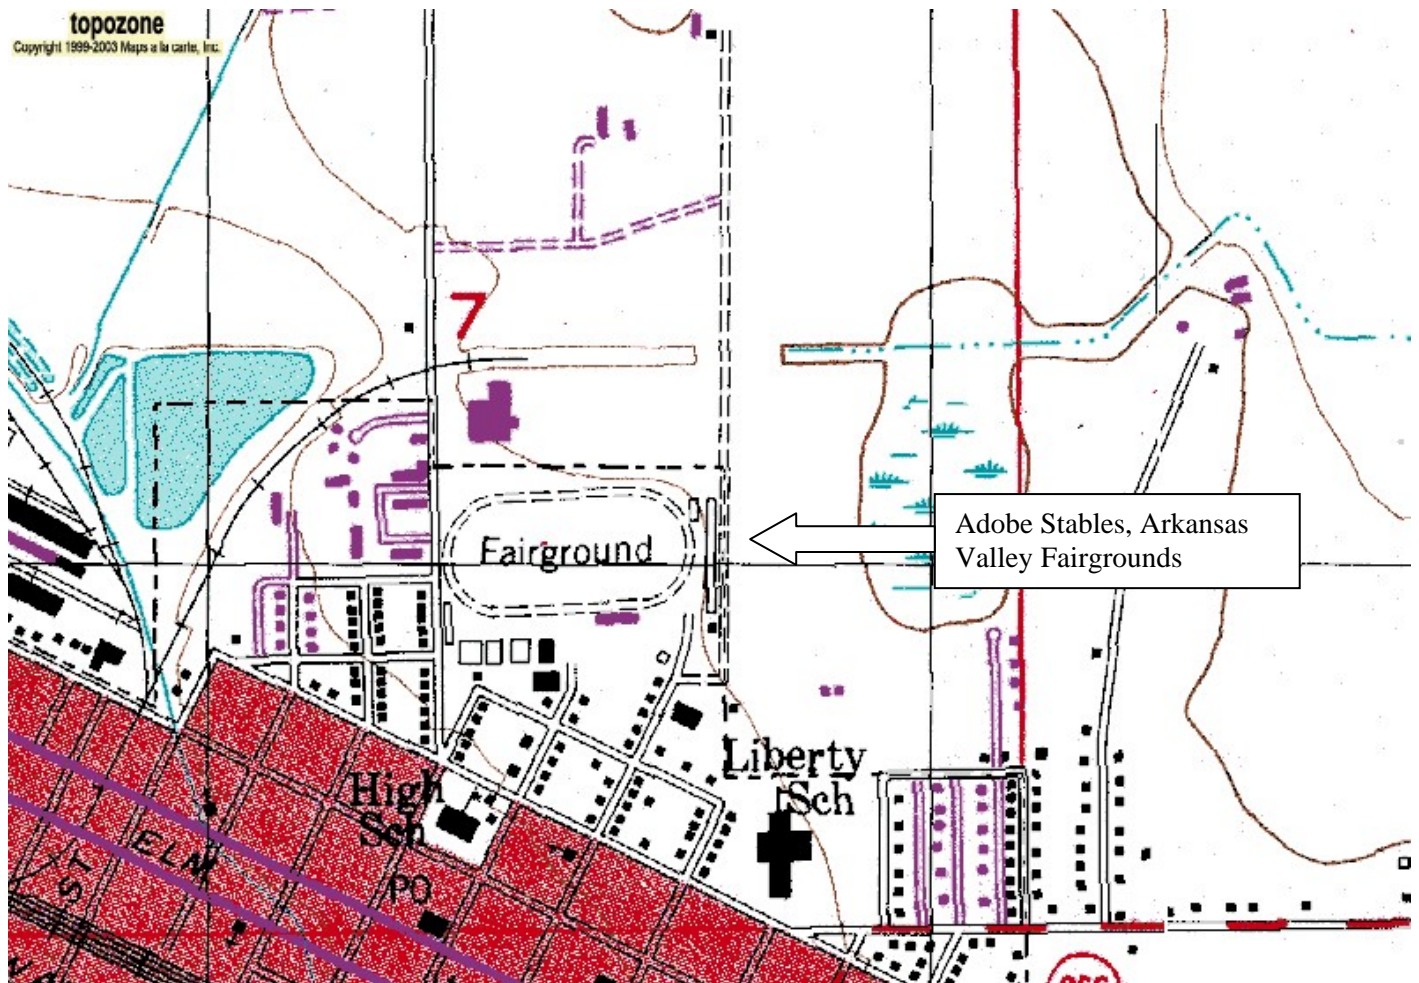 topozone
Copyright 1999-2003 Maps a la carte, Inc.
7
Fairground
Adobe Stables, Arkansas
Valley Fairgrounds
Liberty
Sch
High
Sch
ELM
ST
PO